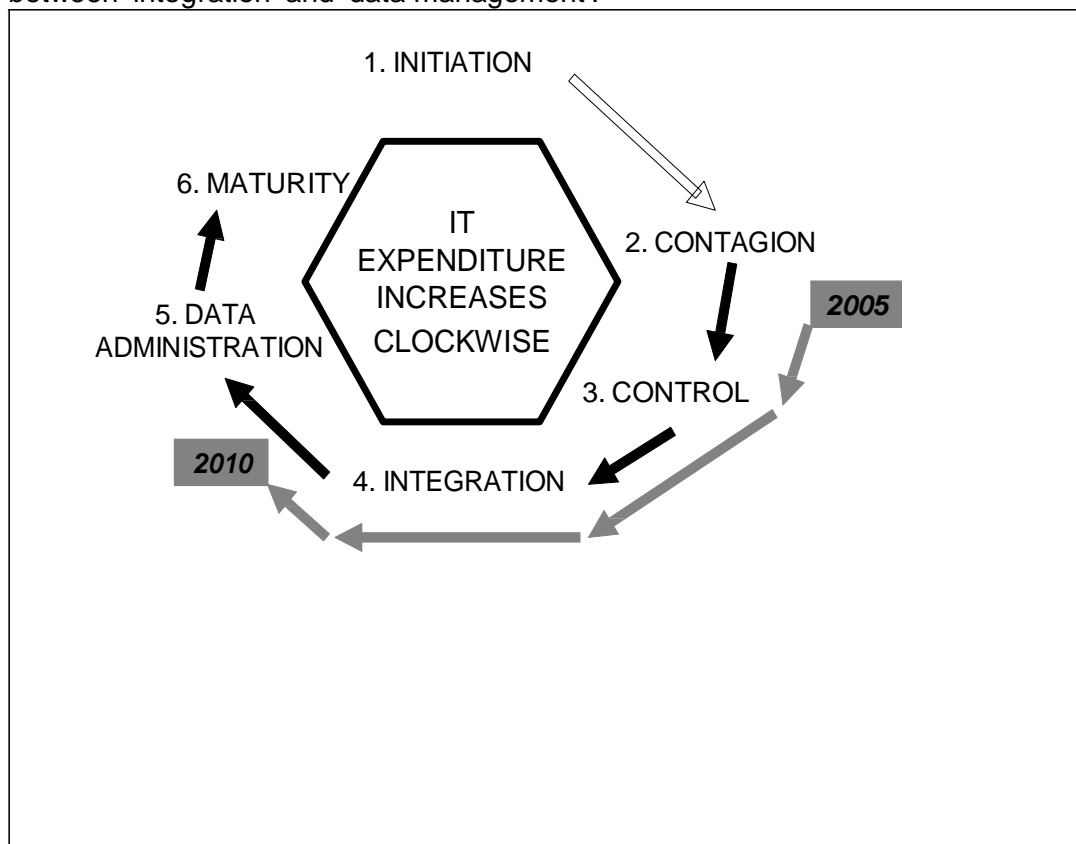 between integration and data management .
1. INITIATION
6. MATURITY
IT
EXPENDITURE
INCREASES
CLOCKWISE
2. CONTAGION
2005
5. DATA
ADMINISTRATION
3. CONTROL
2010
4. INTEGRATION